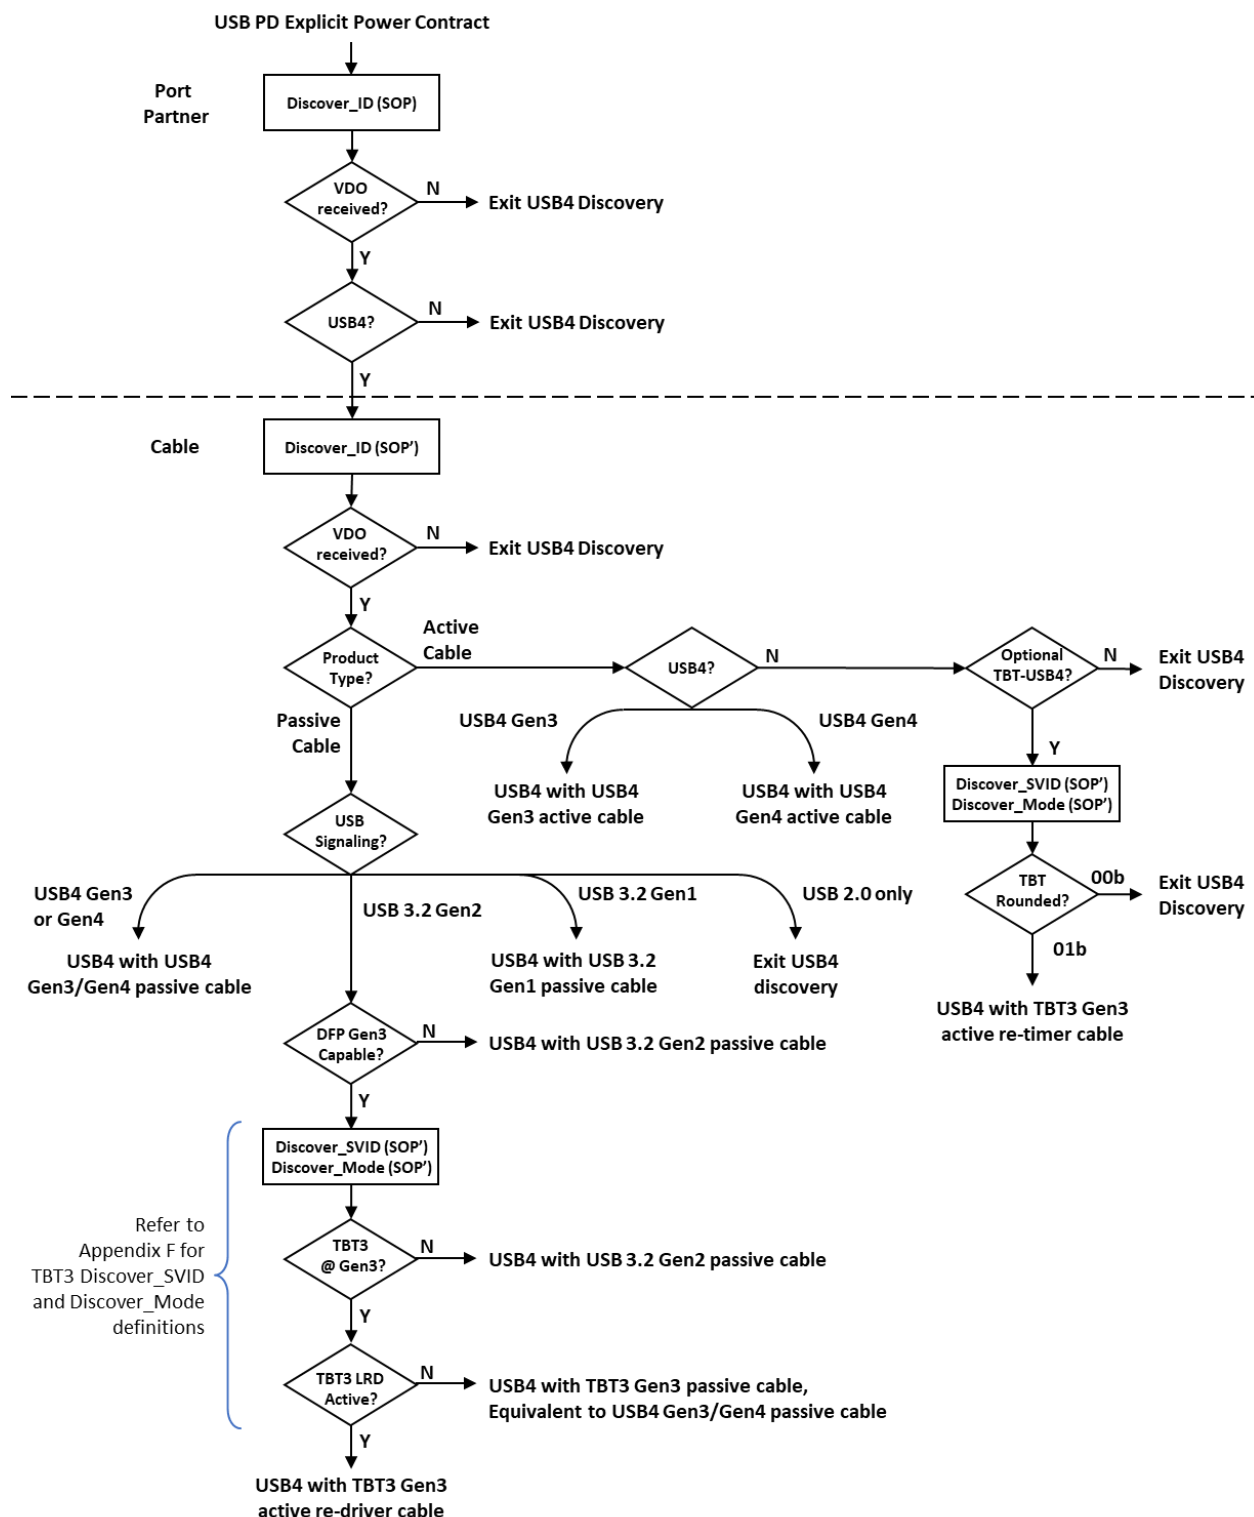 USB PD Explicit Power Contract
Port
Partner
Discover_ID (SOP)
VDO
received?
N
Exit USB4 Discovery
Y
USB4?
N
Exit USB4 Discovery
Y
Cable
Discover_ID (SOP’)
VDO
received?
N
Exit USB4 Discovery
Y
Product
Type?
Active
Cable
USB4?
N
Optional
TBT-USB4?
N
Exit USB4
Discovery
Passive
Cable
USB4 Gen3
USB4 Gen4
Y
USB4 with USB4
Gen3 active cable
USB4 with USB4
Gen4 active cable
Discover_SVID (SOP’)
Discover_Mode (SOP’)
USB
Signaling?
TBT
Rounded?
00b
Exit USB4
Discovery
01b
USB4 with TBT3 Gen3
active re-timer cable
USB4 Gen3
or Gen4
USB 3.2 Gen2
USB 3.2 Gen1
USB 2.0 only
USB4 with USB4
Gen3/Gen4 passive cable
USB4 with USB 3.2
Gen1 passive cable
Exit USB4
discovery
DFP Gen3
Capable?
N
USB4 with USB 3.2 Gen2 passive cable
Y
Discover_SVID (SOP’)
Discover_Mode (SOP’)
Refer to
Appendix F for
TBT3 Discover_SVID
and Discover_Mode
definitions
TBT3
@ Gen3?
N
USB4 with USB 3.2 Gen2 passive cable
Y
TBT3 LRD
Active?
N
USB4 with TBT3 Gen3 passive cable,
Equivalent to USB4 Gen3/Gen4 passive cable
Y
USB4 with TBT3 Gen3
active re-driver cable